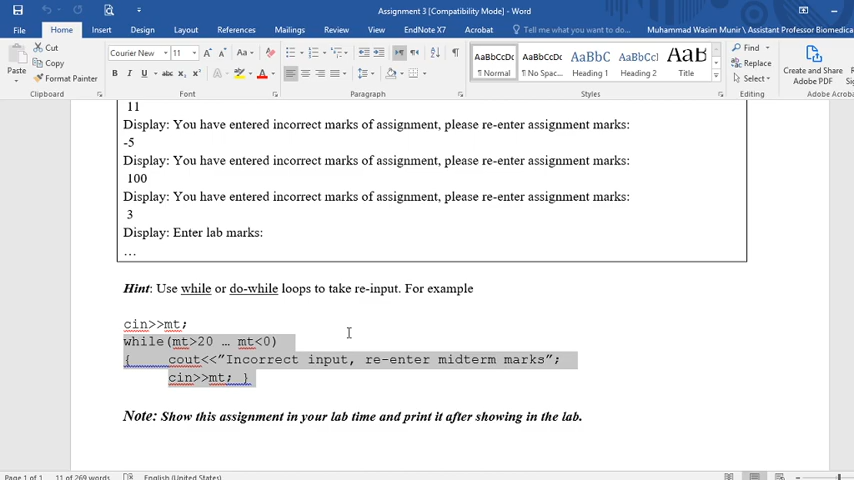 Assignment 3 [Compatibility Mode] - Word
File Home Insert Design Layout References Mailings Review View EndNote X7 Acrobat Tell me what you want to do... Muhammad Wasim Munir \ Assistant Professor Biomedica
Cut
Copy
Format Painter
Paste
Clipboard
Courier New 11
Font
Paragraph
AaBbCcDc AaBbCcDc AaBbC AaBbCcl AaB
¶ Normal ¶ No Spac... Heading 1 Heading 2 Title
Styles
Find
Replace
Select
Editing
Create and Share
Adobe PDF
Adobe Acroba
11
Display: You have entered incorrect marks of assignment, please re-enter assignment marks:
-5
Display: You have entered incorrect marks of assignment, please re-enter assignment marks:
100
Display: You have entered incorrect marks of assignment, please re-enter assignment marks:
3
Display: Enter lab marks:
…
Hint: Use while or do-while loops to take re-input. For example
cin>>mt;
while(mt>20 … mt<0)
{ cout<<”Incorrect input, re-enter midterm marks”;
cin>>mt; }
Note: Show this assignment in your lab time and print it after showing in the lab.
Page 1 of 1 11 of 269 words English (United States)